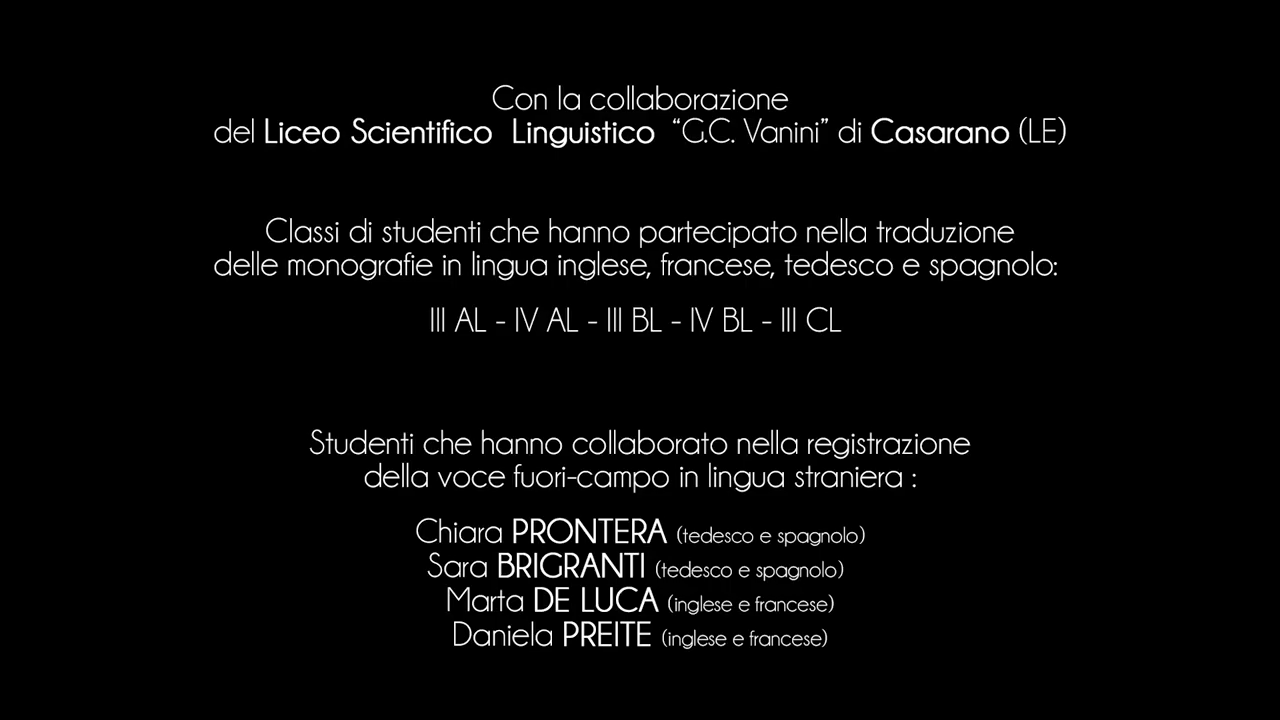 Con la collaborazione
del Liceo Scientifico Linguistico “G.C. Vanini” di Casarano (LE)
Classi di studenti che hanno partecipato nella traduzione
delle monografie in lingua inglese, francese, tedesco e spagnolo:
III AL - IV AL - III BL - IV BL - III CL
Studenti che hanno collaborato nella registrazione
della voce fuori-campo in lingua straniera :
Chiara PRONTERA (tedesco e spagnolo)
Sara BRIGRANTI (tedesco e spagnolo)
Marta DE LUCA (inglese e francese)
Daniela PREITE (inglese e francese)